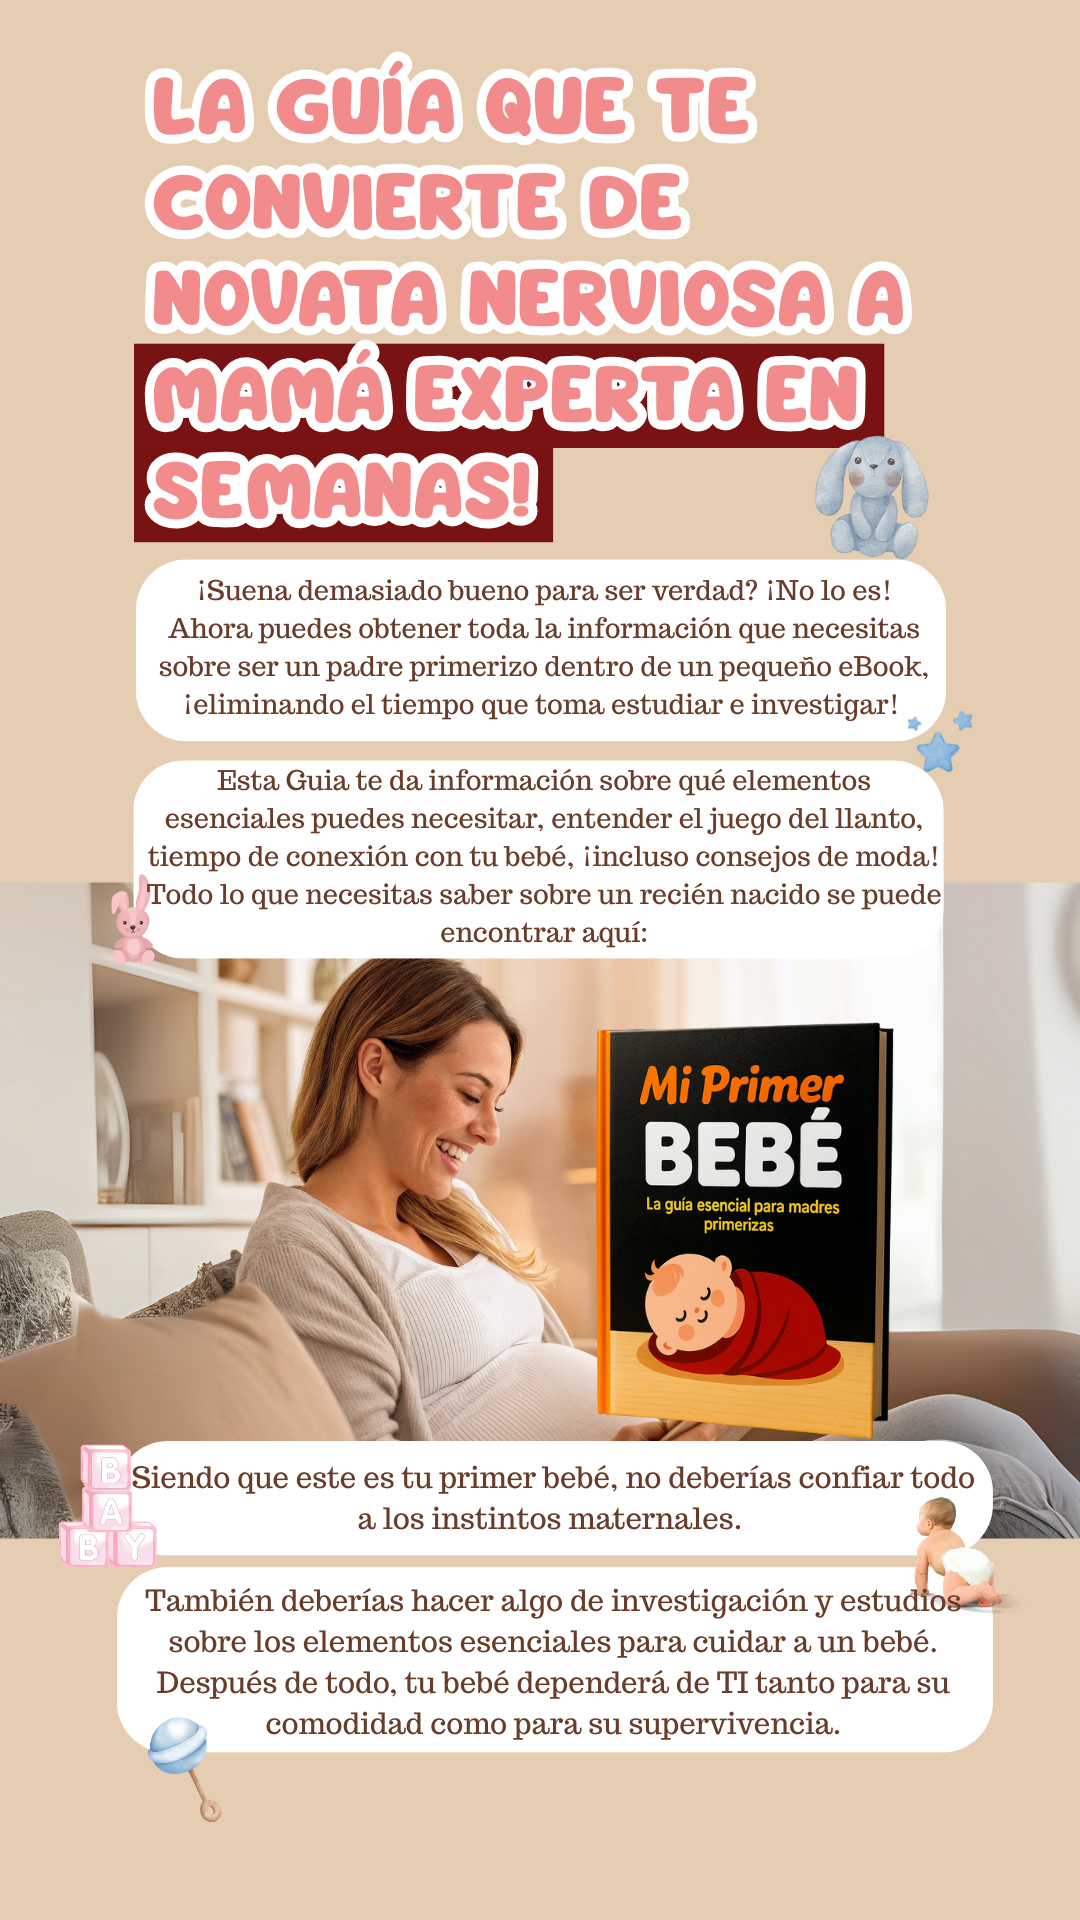 LA GUÍA QUE TE
CONVIERTE DE
NOVATA NERVIOSA A
MAMÁ EXPERTA EN
SEMANAS!
¡Suena demasiado bueno para ser verdad? ¡No lo es!
Ahora puedes obtener toda la información que necesitas
sobre ser un padre primerizo dentro de un pequeño eBook,
¡eliminando el tiempo que toma estudiar e investigar!
Esta Guia te da información sobre qué elementos
esenciales puedes necesitar, entender el juego del llanto,
tiempo de conexión con tu bebé, ¡incluso consejos de moda!
Todo lo que necesitas saber sobre un recién nacido se puede
encontrar aquí:
Mi Primer
BEBÉ
La guía esencial para madres
primerizas
B
A
B Y
Siendo que este es tu primer bebé, no deberías confiar todo
a los instintos maternales.
También deberías hacer algo de investigación y estudios
sobre los elementos esenciales para cuidar a un bebé.
Después de todo, tu bebé dependerá de TI tanto para su
comodidad como para su supervivencia.